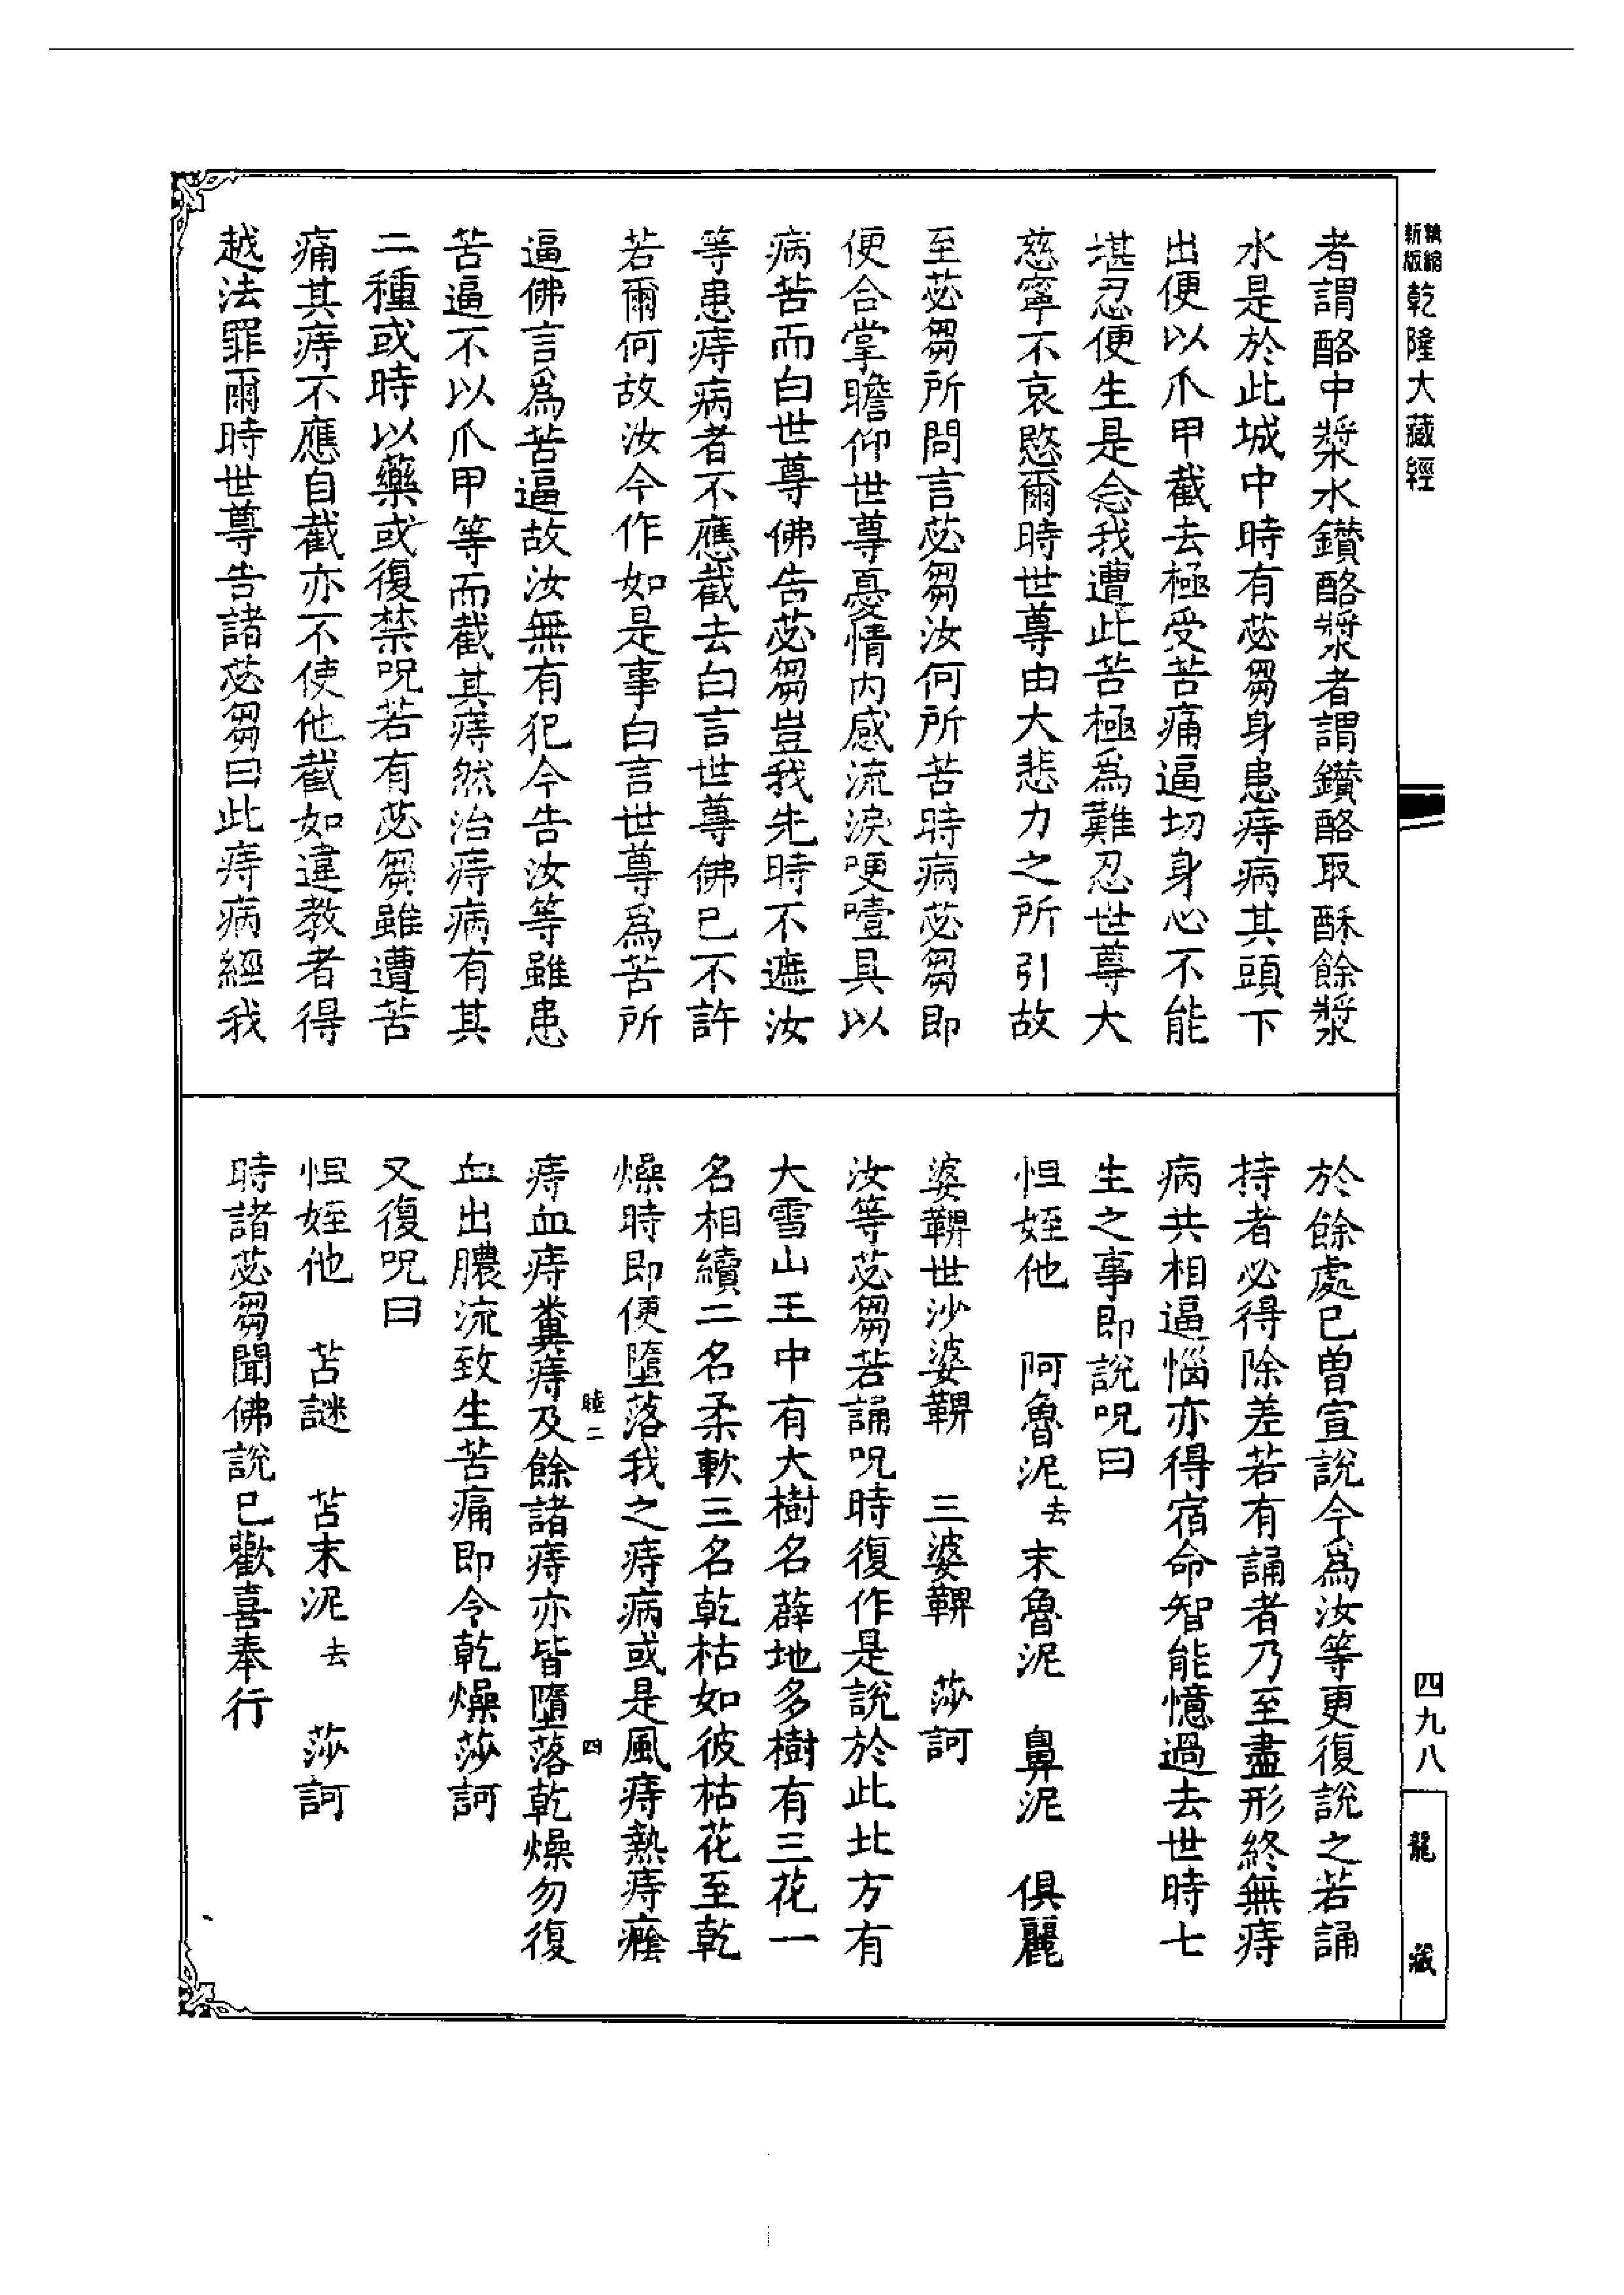 新版精縮乾隆大藏經
者謂酪中漿水鑽酪漿者謂鑽酪取酥餘漿
水是於此城中時有苾芻身患痔病其頭下
出便以爪甲截去極受苦痛逼切身心不能
堪忍便生是念我遭此苦極為難忍世尊大
慈寧不哀愍爾時世尊由大悲力之所引故
至苾芻所問言苾芻汝何所苦時病苾芻即
便合掌瞻仰世尊憂情內感流淚哽噎具以
病苦而白世尊佛告苾芻豈我先時不遮汝
等患痔病者不應截去白言世尊佛已不許
若爾何故汝今作如是事白言世尊為苦所
逼佛言為苦逼故汝無有犯今告汝等雖患
苦逼不以爪甲等而截其痔然治痔病有其
二種或時以藥或復禁呪若有苾芻雖遭苦
痛其痔不應自截亦不使他截如違教者得
越法罪爾時世尊告諸苾芻曰此痔病經我
於餘處已曾宣說今為汝等更復說之若誦
持者必得除差若有誦者乃至盡形終無痔
病共相逼惱亦得宿命智能憶過去世時七
生之事即說呪曰
怛姪他 阿魯泥去末魯泥 鼻泥 俱麗
婆鞞世沙婆鞞 三婆鞞 莎訶
汝等苾芻若誦呪時復作是說於此北方有
大雪山王中有大樹名薜地多樹有三花一
名相續二名柔軟三名乾枯如彼枯花至乾
燥時即便墮落我之痔病或是風痔熱痔癊
睦二 四
痔血痔糞痔及餘諸痔亦皆墮落乾燥勿復
血出膿流致生苦痛即令乾燥莎訶
又復呪曰
怛姪他 苫謎 苫末泥去 莎訶
時諸苾芻聞佛說已歡喜奉行
四九八
龍 藏